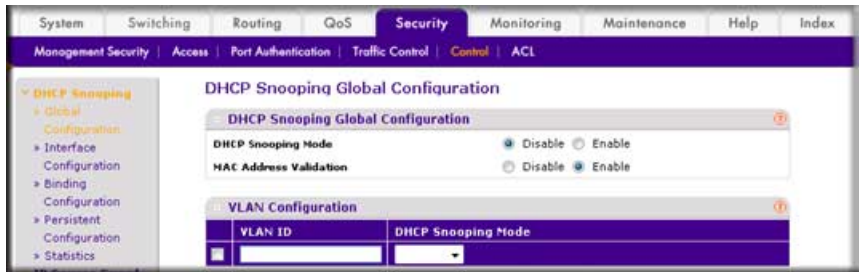 System Switching Routing QoS Security Monitoring Maintenance Help Index
Management Security | Access | Port Authentication | Traffic Control | Control | ACL
DHCP Snooping
» Global
Configuration
» Interface
Configuration
» Binding
Configuration
» Persistent
Configuration
» Statistics
DHCP Snooping Global Configuration
DHCP Snooping Global Configuration
DHCP Snooping Mode Disable Enable
MAC Address Validation Disable Enable
VLAN Configuration
VLAN ID DHCP Snooping Mode